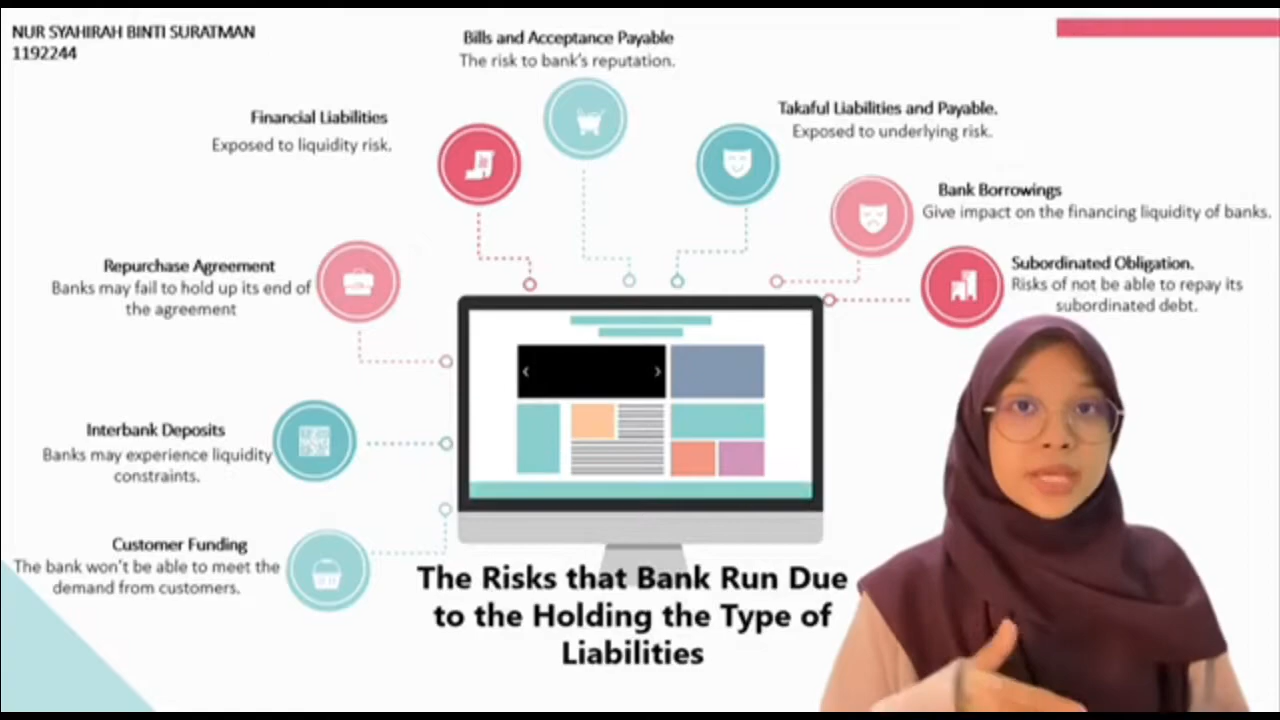 NUR SYAHIRAH BINTI SURATMAN
1192244
Bills and Acceptance Payable
The risk to bank's reputation.
Financial Liabilities
Exposed to liquidity risk.
Takaful Liabilities and Payable.
Exposed to underlying risk.
Bank Borrowings
Give impact on the financing liquidity of banks.
Repurchase Agreement
Banks may fail to hold up its end of
the agreement
Subordinated Obligation.
Risks of not be able to repay its
subordinated debt.
Interbank Deposits
Banks may experience liquidity
constraints.
Customer Funding
The bank won't be able to meet the
demand from customers.
The Risks that Bank Run Due
to the Holding the Type of
Liabilities